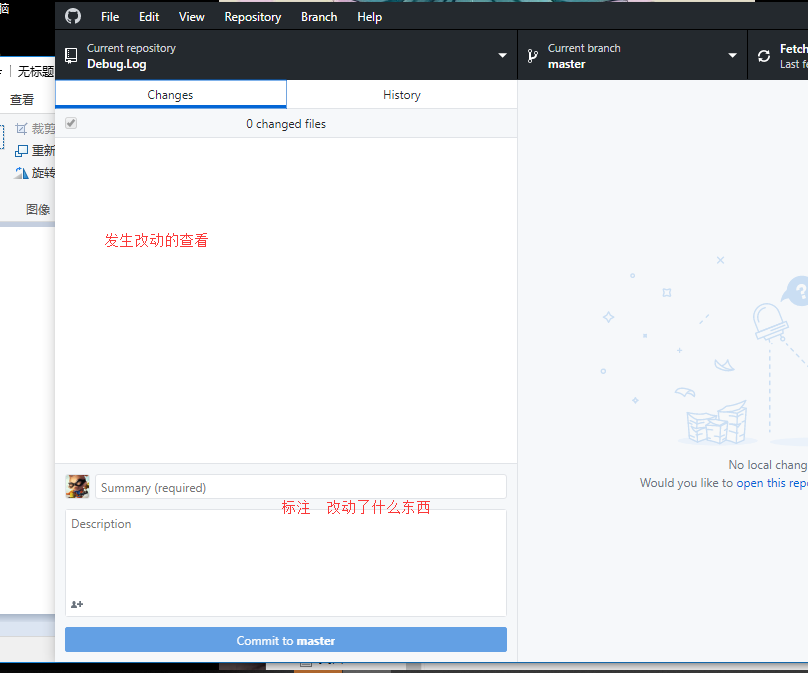 脑
File Edit View Repository Branch Help
Current repository
Debug.Log
Current branch
master
Fetch
Last fe
无标题
查看
裁剪
重新
旋转
图像
Changes
History
0 changed files
发生改动的查看
Summary (required)
标注 改动了什么东西
Description
Commit to master
?
No local chang
Would you like to open this repo